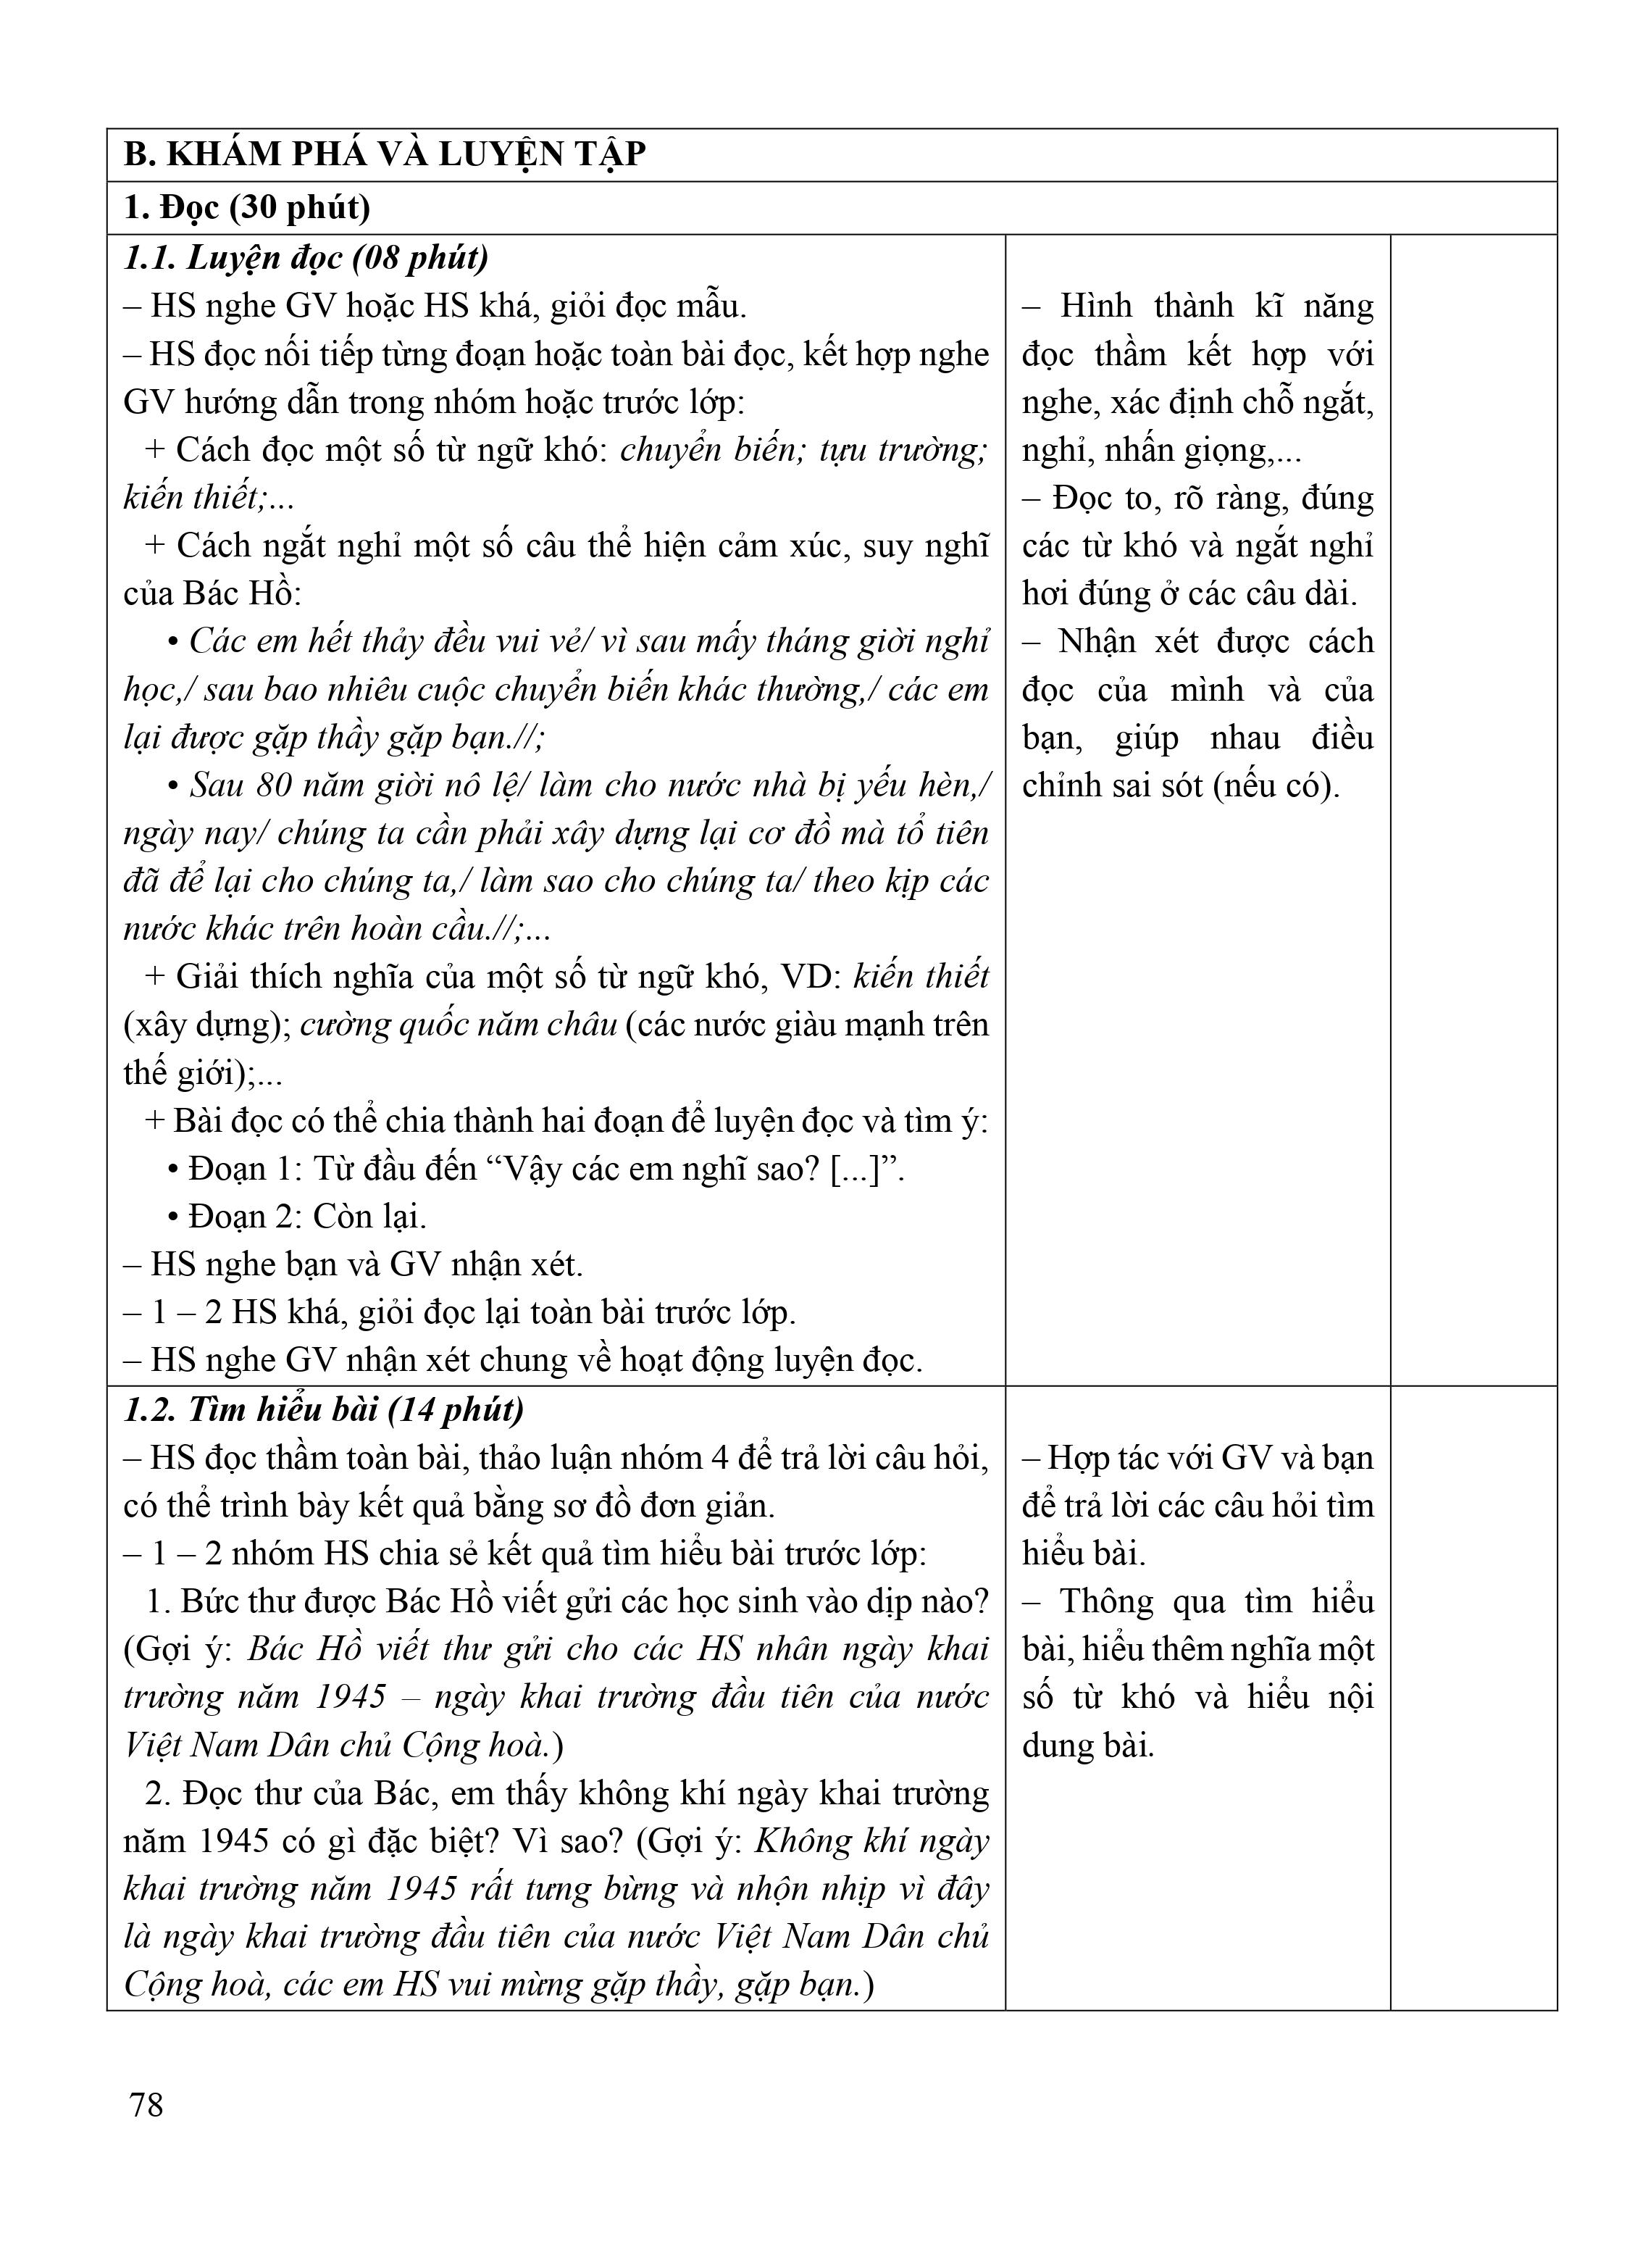 B. KHÁM PHÁ VÀ LUYỆN TẬP
1. Đọc (30 phút)
1.1. Luyện đọc (08 phút)
– HS nghe GV hoặc HS khá, giỏi đọc mẫu.
– HS đọc nối tiếp từng đoạn hoặc toàn bài đọc, kết hợp nghe
GV hướng dẫn trong nhóm hoặc trước lớp:
+ Cách đọc một số từ ngữ khó: chuyển biến; tựu trường;
kiến thiết;...
+ Cách ngắt nghỉ một số câu thể hiện cảm xúc, suy nghĩ
của Bác Hồ:
• Các em hết thảy đều vui vẻ/ vì sau mấy tháng giời nghỉ
học,/ sau bao nhiêu cuộc chuyển biến khác thường,/ các em
lại được gặp thầy gặp bạn.//;
• Sau 80 năm giời nô lệ/ làm cho nước nhà bị yếu hèn,/
ngày nay/ chúng ta cần phải xây dựng lại cơ đồ mà tổ tiên
đã để lại cho chúng ta,/ làm sao cho chúng ta/ theo kịp các
nước khác trên hoàn cầu.//;...
+ Giải thích nghĩa của một số từ ngữ khó, VD: kiến thiết
(xây dựng); cường quốc năm châu (các nước giàu mạnh trên
thế giới);...
+ Bài đọc có thể chia thành hai đoạn để luyện đọc và tìm ý:
• Đoạn 1: Từ đầu đến “Vậy các em nghĩ sao? [...]”.
• Đoạn 2: Còn lại.
– HS nghe bạn và GV nhận xét.
– 1 – 2 HS khá, giỏi đọc lại toàn bài trước lớp.
– HS nghe GV nhận xét chung về hoạt động luyện đọc.
– Hình thành kĩ năng
đọc thầm kết hợp với
nghe, xác định chỗ ngắt,
nghỉ, nhấn giọng,...
– Đọc to, rõ ràng, đúng
các từ khó và ngắt nghỉ
hơi đúng ở các câu dài.
– Nhận xét được cách
đọc của mình và của
bạn, giúp nhau điều
chỉnh sai sót (nếu có).
1.2. Tìm hiểu bài (14 phút)
– HS đọc thầm toàn bài, thảo luận nhóm 4 để trả lời câu hỏi,
có thể trình bày kết quả bằng sơ đồ đơn giản.
– 1 – 2 nhóm HS chia sẻ kết quả tìm hiểu bài trước lớp:
1. Bức thư được Bác Hồ viết gửi các học sinh vào dịp nào?
(Gợi ý: Bác Hồ viết thư gửi cho các HS nhân ngày khai
trường năm 1945 – ngày khai trường đầu tiên của nước
Việt Nam Dân chủ Cộng hoà.)
2. Đọc thư của Bác, em thấy không khí ngày khai trường
năm 1945 có gì đặc biệt? Vì sao? (Gợi ý: Không khí ngày
khai trường năm 1945 rất tưng bừng và nhộn nhịp vì đây
là ngày khai trường đầu tiên của nước Việt Nam Dân chủ
Cộng hoà, các em HS vui mừng gặp thầy, gặp bạn.)
– Hợp tác với GV và bạn
để trả lời các câu hỏi tìm
hiểu bài.
– Thông qua tìm hiểu
bài, hiểu thêm nghĩa một
số từ khó và hiểu nội
dung bài.
78